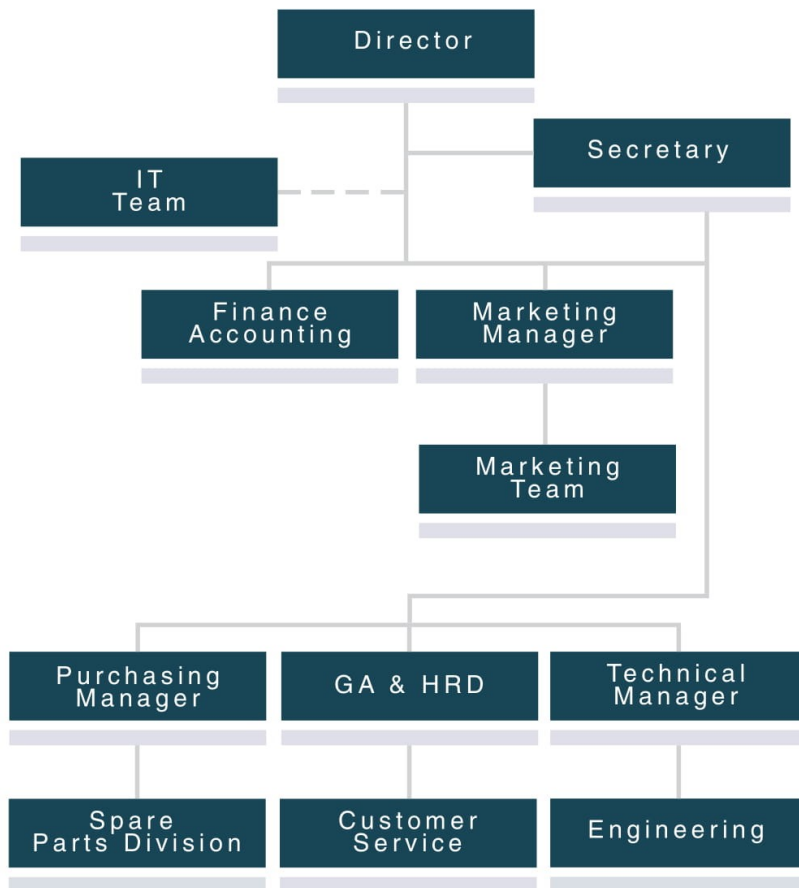 Director
Secretary
IT
Team
Finance
Accounting
Marketing
Manager
Marketing
Team
Purchasing
Manager
GA & HRD
Technical
Manager
Spare
Parts Division
Customer
Service
Engineering